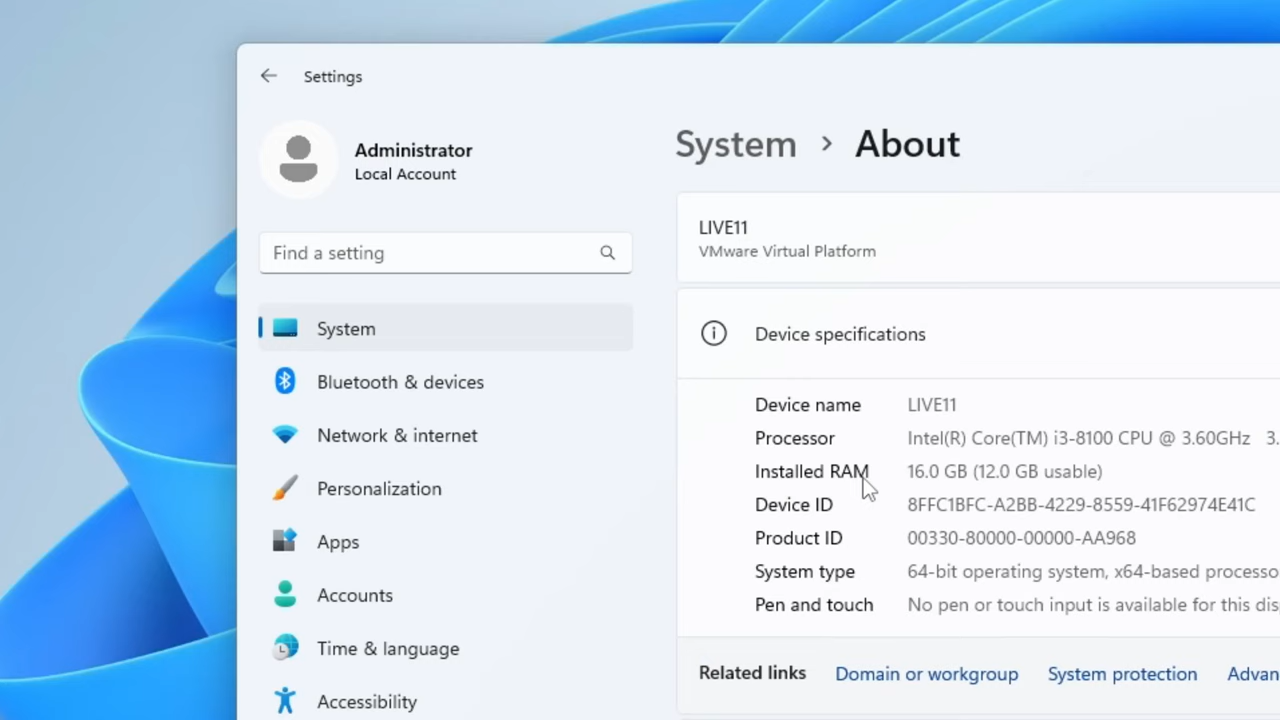 Settings
Administrator
Local Account
Find a setting
System
Bluetooth & devices
Network & internet
Personalization
Apps
Accounts
Time & language
Accessibility
System > About
LIVE11
VMware Virtual Platform
Device specifications
Device name LIVE11
Processor Intel(R) Core(TM) i3-8100 CPU @ 3.60GHz 3.
Installed RAM 16.0 GB (12.0 GB usable)
Device ID 8FFC1BFC-A2BB-4229-8559-41F62974E41C
Product ID 00330-80000-00000-AA968
System type 64-bit operating system, x64-based processo
Pen and touch No pen or touch input is available for this dis
Related links Domain or workgroup System protection Advan